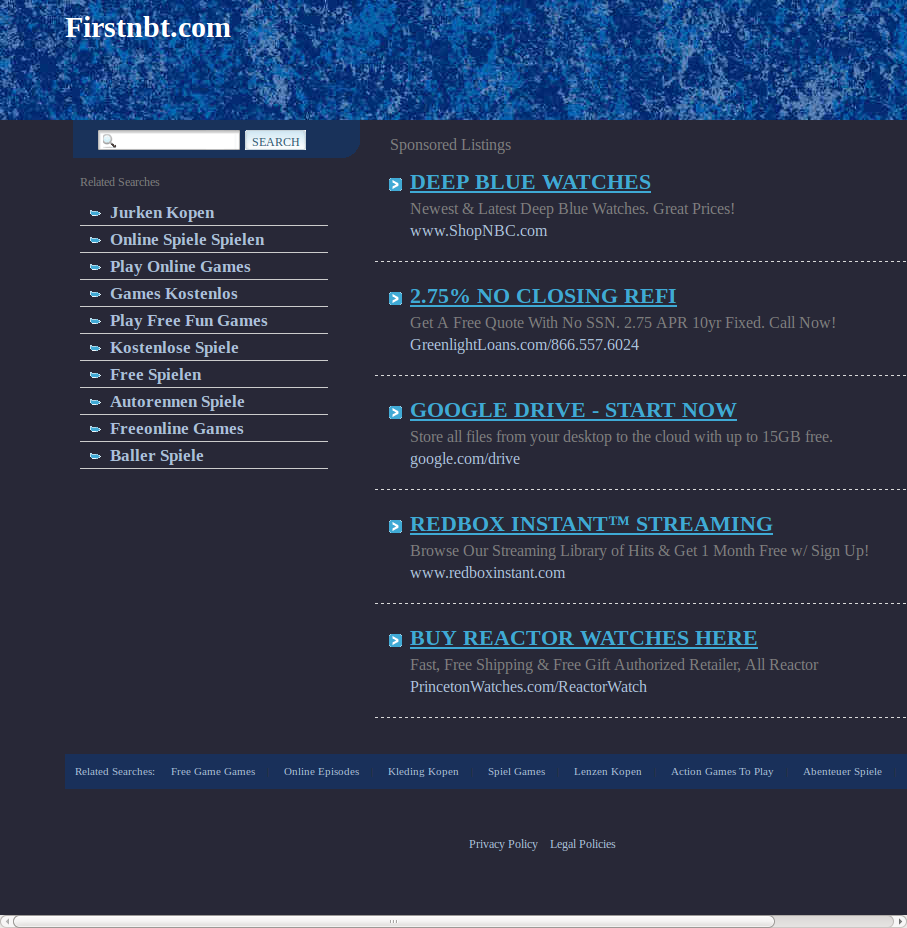 Firstnbt.com
SEARCH
Related Searches
Jurken Kopen
Online Spiele Spielen
Play Online Games
Games Kostenlos
Play Free Fun Games
Kostenlose Spiele
Free Spielen
Autorennen Spiele
Freeonline Games
Baller Spiele
Sponsored Listings
DEEP BLUE WATCHES
Newest & Latest Deep Blue Watches. Great Prices!
www.ShopNBC.com
2.75% NO CLOSING REFI
Get A Free Quote With No SSN. 2.75 APR 10yr Fixed. Call Now!
GreenlightLoans.com/866.557.6024
GOOGLE DRIVE - START NOW
Store all files from your desktop to the cloud with up to 15GB free.
google.com/drive
REDBOX INSTANT™ STREAMING
Browse Our Streaming Library of Hits & Get 1 Month Free w/ Sign Up!
www.redboxinstant.com
BUY REACTOR WATCHES HERE
Fast, Free Shipping & Free Gift Authorized Retailer, All Reactor
PrincetonWatches.com/ReactorWatch
Related Searches: Free Game Games Online Episodes Kleding Kopen Spiel Games Lenzen Kopen Action Games To Play Abenteuer Spiele
Privacy Policy Legal Policies